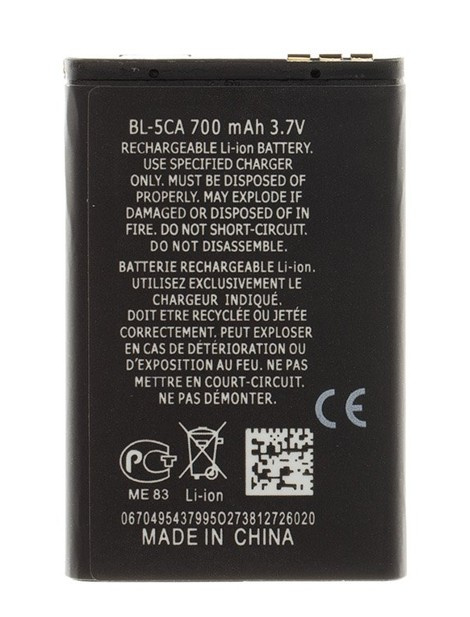 BL-5CA 700 mAh 3.7V
RECHARGEABLE Li-ion BATTERY.
USE SPECIFIED CHARGER
ONLY. MUST BE DISPOSED OF
PROPERLY. MAY EXPLODE IF
DAMAGED OR DISPOSED OF IN
FIRE. DO NOT SHORT-CIRCUIT.
DO NOT DISASSEMBLE.
BATTERIE RECHARGEABLE Li-ion.
UTILISEZ EXCLUSIVEMENT LE
CHARGEUR INDIQUÉ.
DOIT ÊTRE RECYCLÉE OU JETÉE
CORRECTEMENT. PEUT EXPLOSER
EN CAS DE DÉTÉRIORATION OU
D'EXPOSITION AU FEU. NE PAS
ME METTRE EN COURT-CIRCUIT.
NE PAS DÉMONTER.
CE
PCT
ME 83 Li-ion
0670495437995O273812726020
MADE IN CHINA